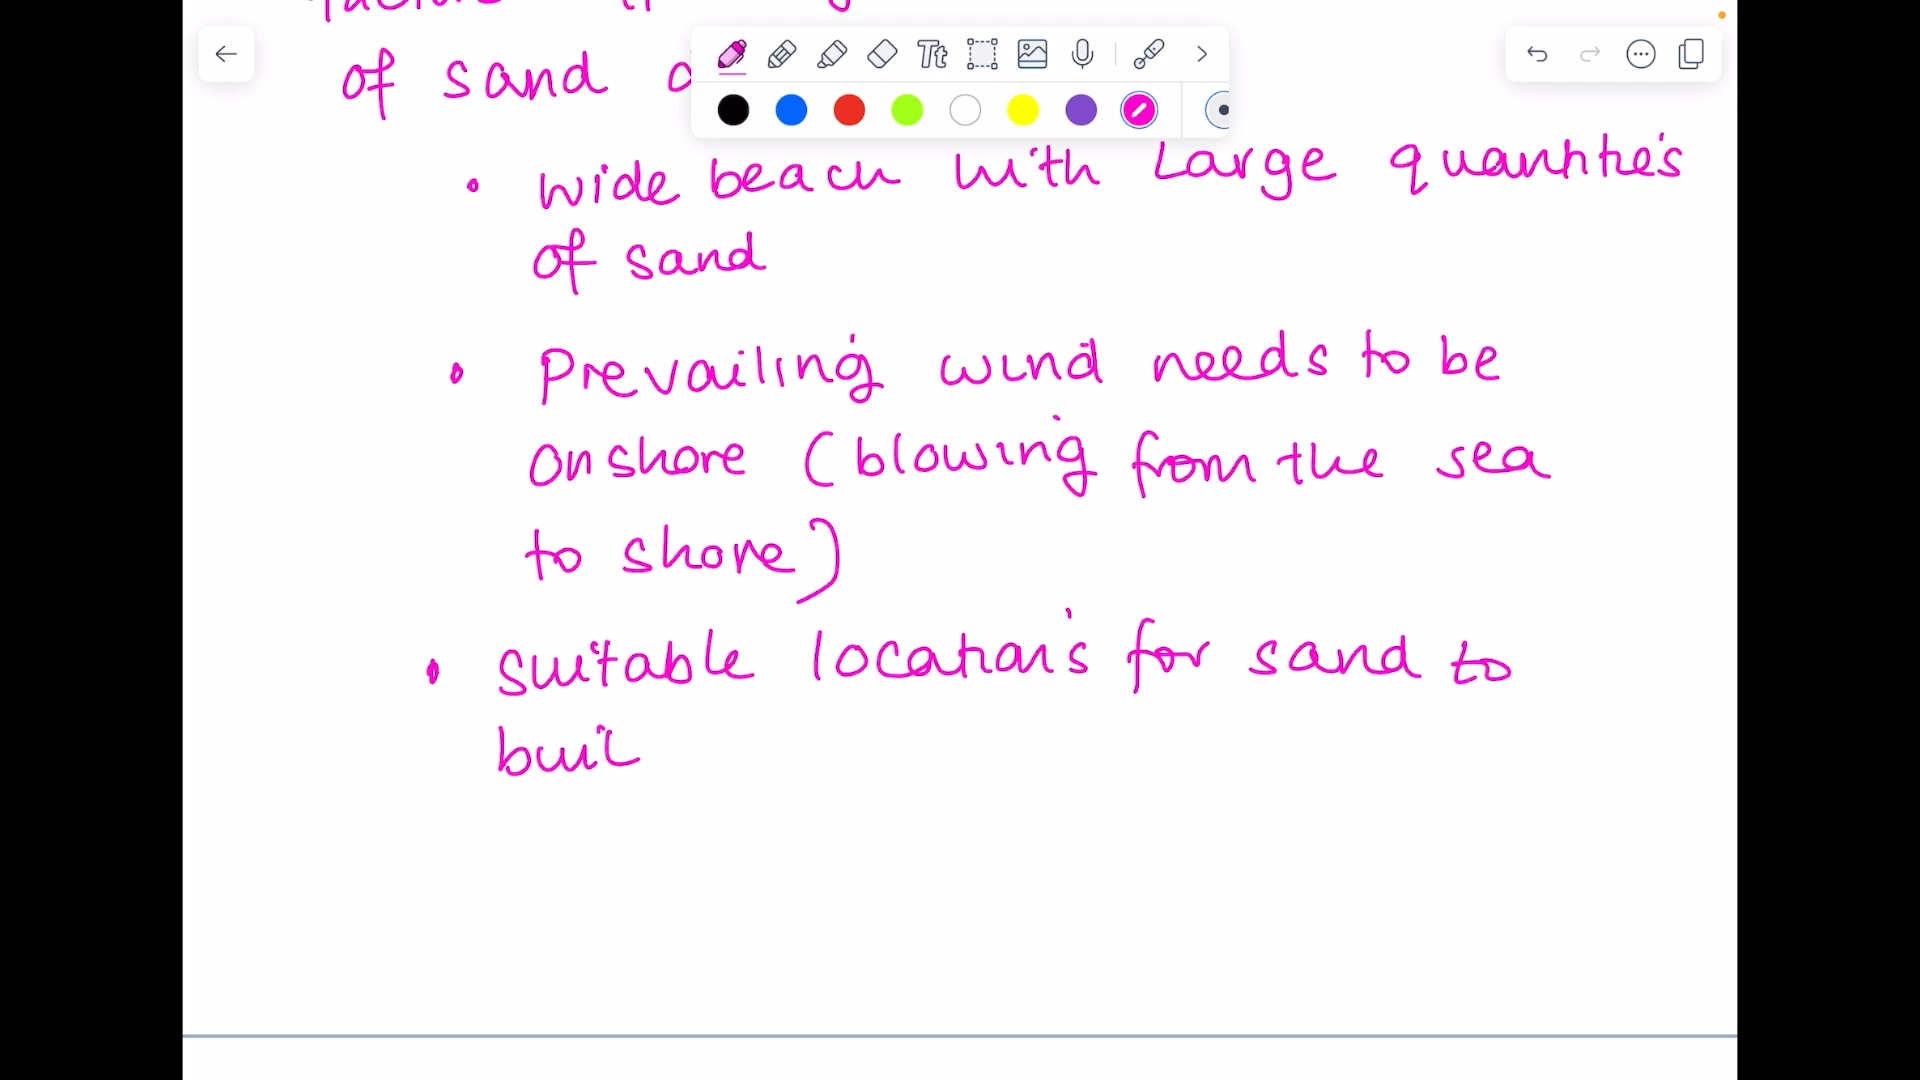 of sand
• wide beach with Large quantities
of sand
• Prevailing wind needs to be
onshore (blowing from the sea
to shore)
• suitable locations for sand to
buil